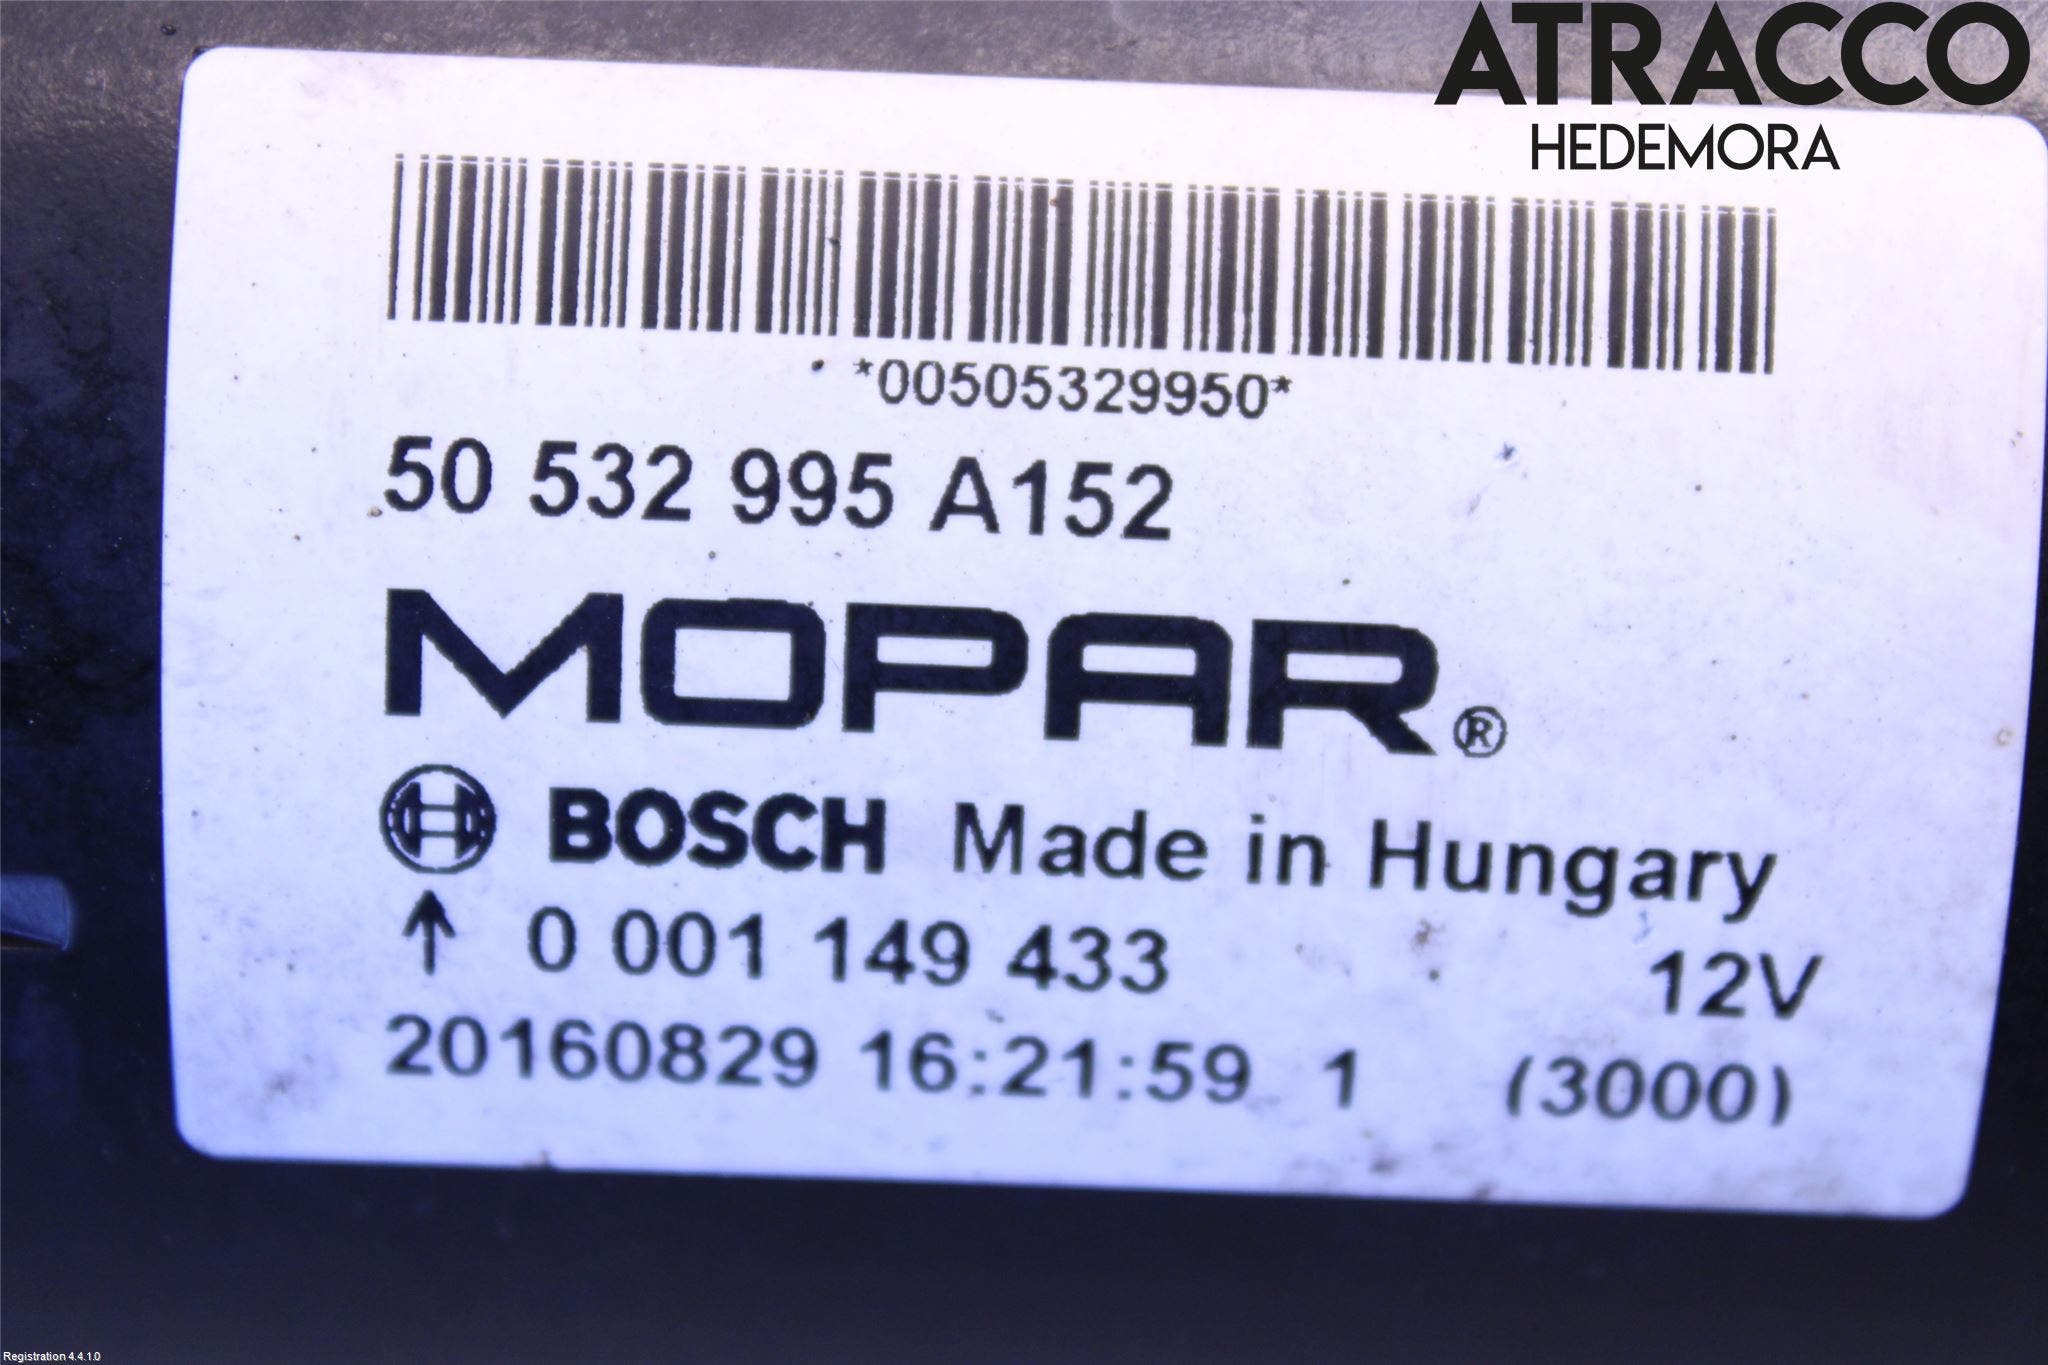 ATRACCO
HEDEMORA
*00505329950*
50 532 995 A152
MOPAR®
BOSCH Made in Hungary
↑ 0 001 149 433 12V
20160829 16:21:59 1 (3000)
Registration 4.4.1.0